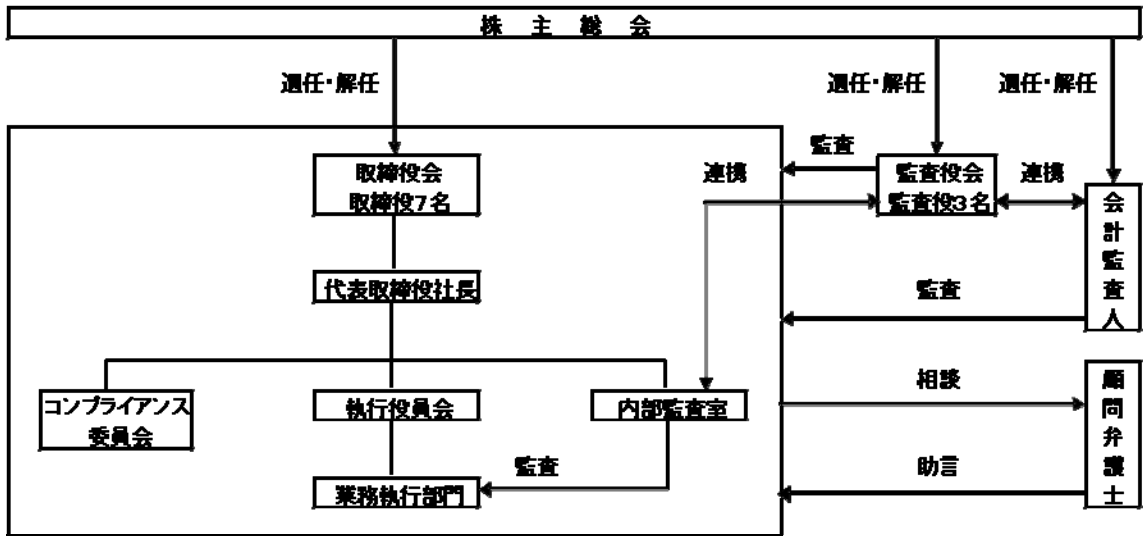 株主総会
選任・解任
選任・解任
選任・解任
取締役会
取締役7名
連携
監査
監査役会
監査役3名
連携
会計監査人
代表取締役社長
監査
コンプライアンス
委員会
執行役員会
内部監査室
相談
顧問弁護士
監査
助言
業務執行部門